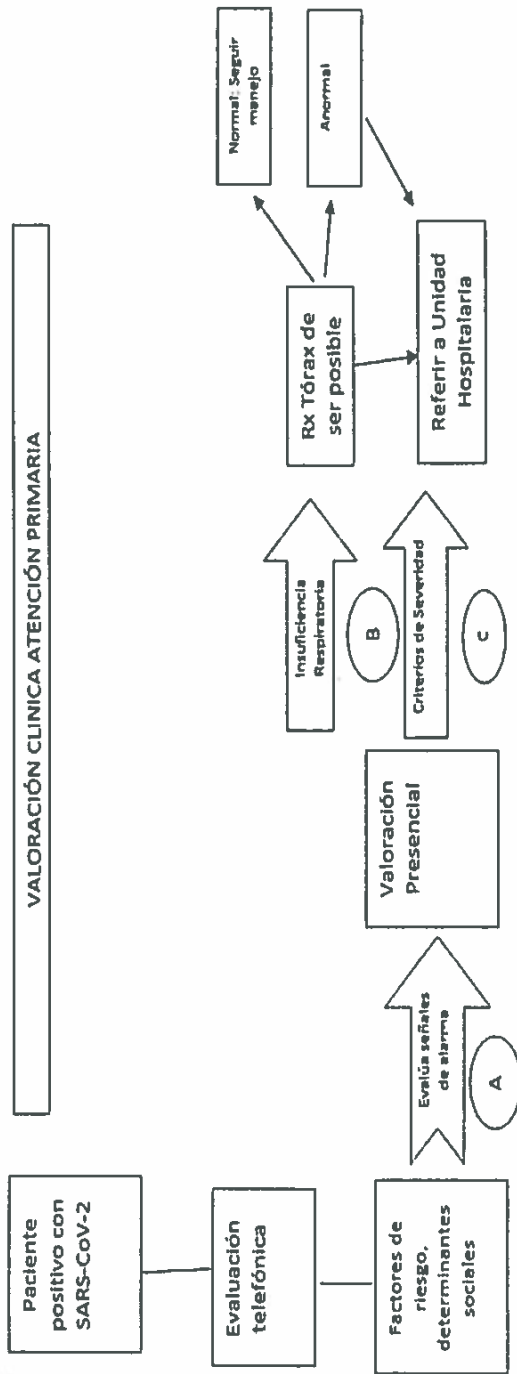 VALORACIÓN CLINICA ATENCIÓN PRIMARIA
Paciente
positivo con
SARS-CoV-2
Evaluación
telefónica
Factores de
riesgo,
determinantes
sociales
Evalúa señales
de alarma
A
Valoración
Presencial
Insuficiencia
Respiratoria
B
Criterios de Severidad
C
Rx Tórax de
ser posible
Referir a Unidad
Hospitalaria
Normal: Seguir
manejo
Anormal